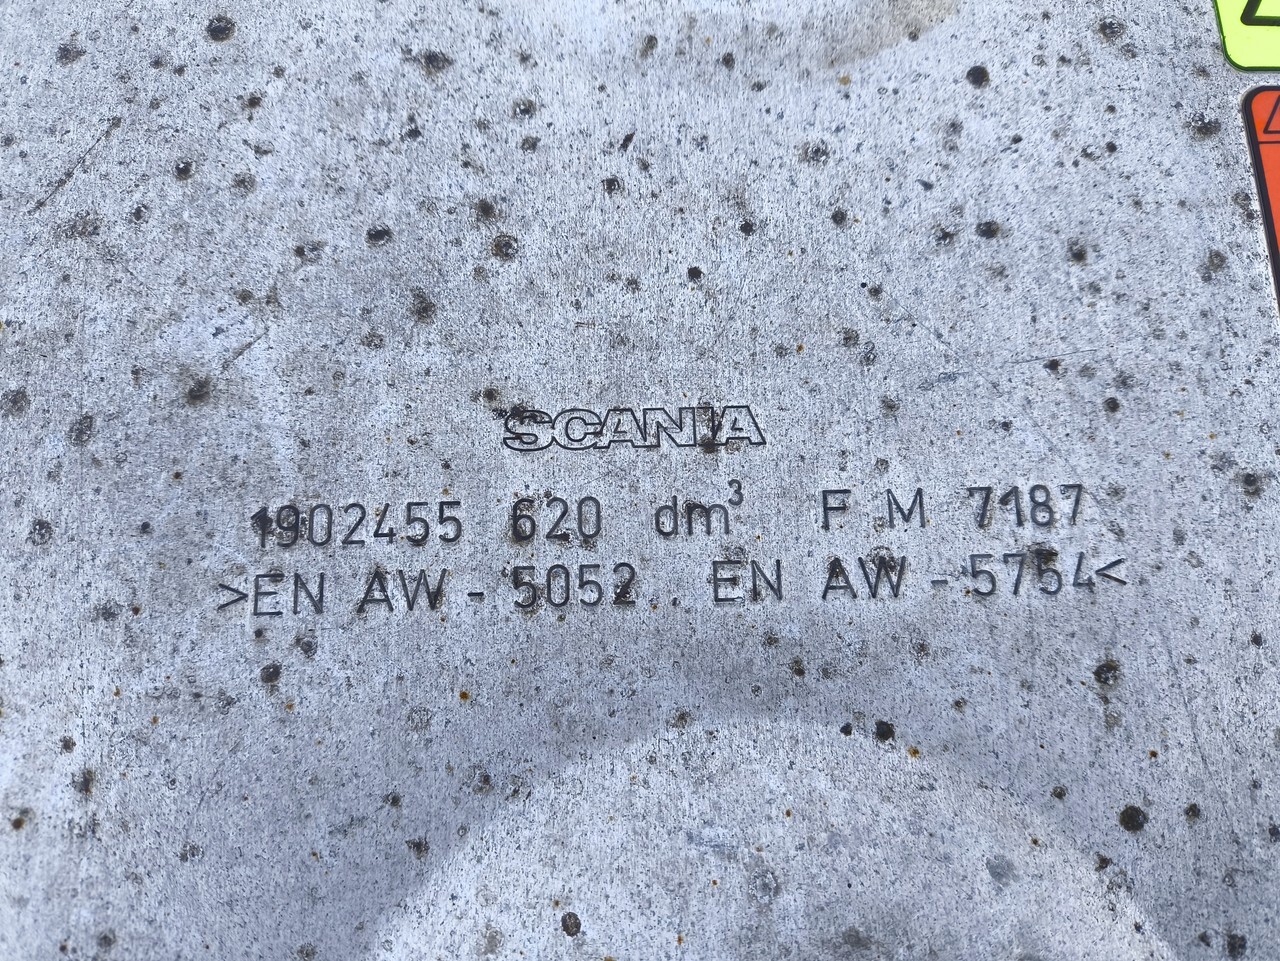 SCANIA
1902455 620 dm³ F M 7187
>EN AW - 5052 . EN AW - 5754<